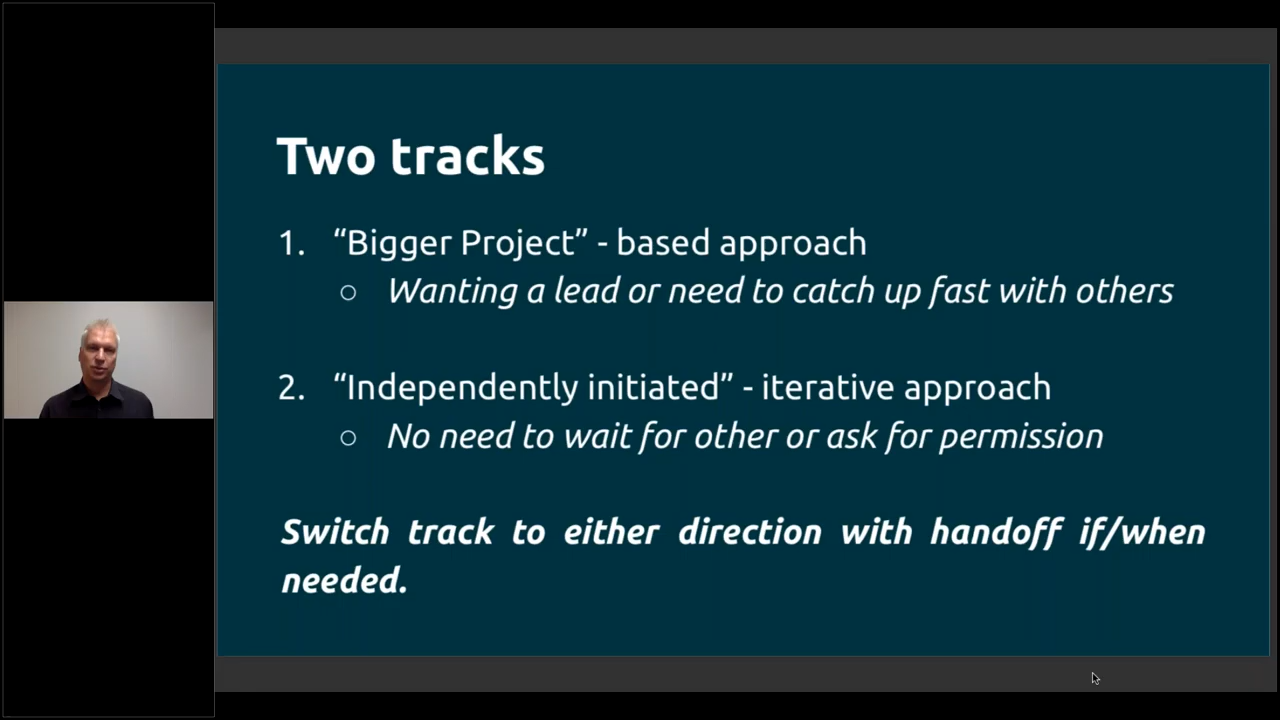 Two tracks
1. “Bigger Project” - based approach
○ Wanting a lead or need to catch up fast with others
2. “Independently initiated” - iterative approach
○ No need to wait for other or ask for permission
Switch track to either direction with handoff if/when
needed.